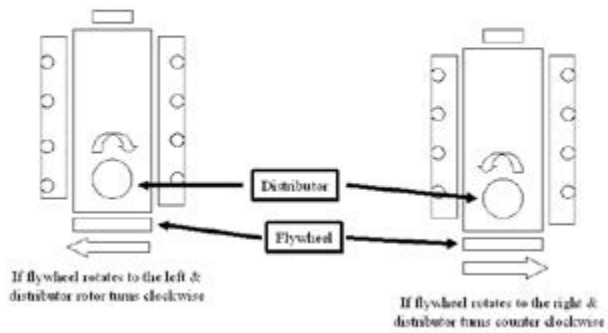 Distributor
Flywheel
If flywheel rotates to the left &
distributor rotor turns clockwise
If flywheel rotates to the right &
distributor turns counter clockwise